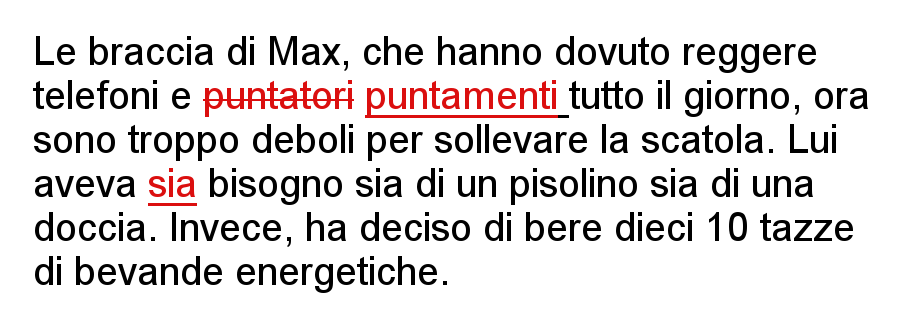 Le braccia di Max, che hanno dovuto reggere
telefoni e puntatori puntamenti tutto il giorno, ora
sono troppo deboli per sollevare la scatola. Lui
aveva sia bisogno sia di un pisolino sia di una
doccia. Invece, ha deciso di bere dieci 10 tazze
di bevande energetiche.